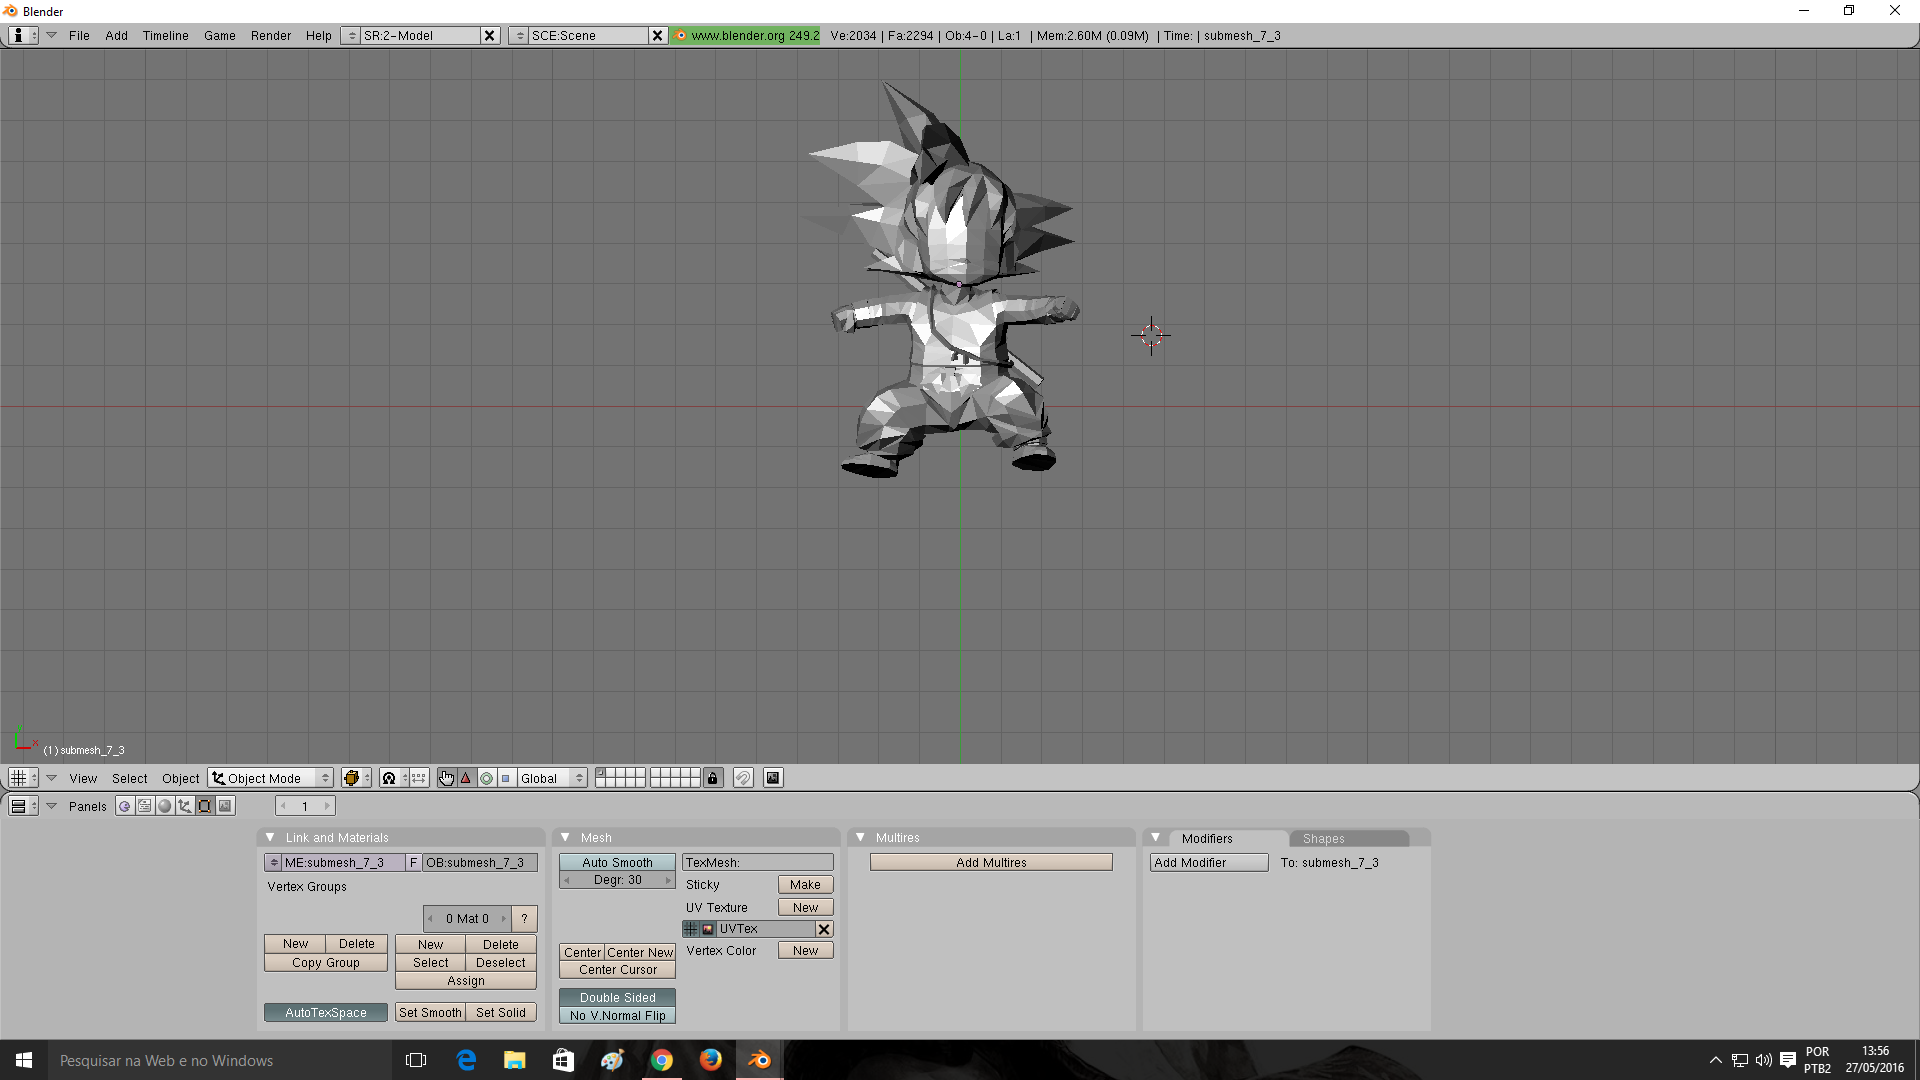 Blender
File Add Timeline Game Render Help SR:2-Model SCE:Scene www.blender.org 249.2 Ve:2034 | Fa:2294 | Ob:4-0 | La:1 | Mem:2.60M (0.09M) | Time: | submesh_7_3
x
(1) submesh_7_3
View Select Object Object Mode Global
Panels 1
Link and Materials Mesh Multires Modifiers Shapes
ME:submesh_7_3 F OB:submesh_7_3 Auto Smooth TexMesh: Add Multires Add Modifier To: submesh_7_3
Degr: 30
Vertex Groups Sticky Make
UV Texture New
0 Mat 0 ? UVTex
New Delete New Delete Center Center New Vertex Color New
Copy Group Select Deselect Center Cursor
Assign
Double Sided
AutoTexSpace Set Smooth Set Solid No V.Normal Flip
Pesquisar na Web e no Windows
POR 13:56
PTB2 27/05/2016